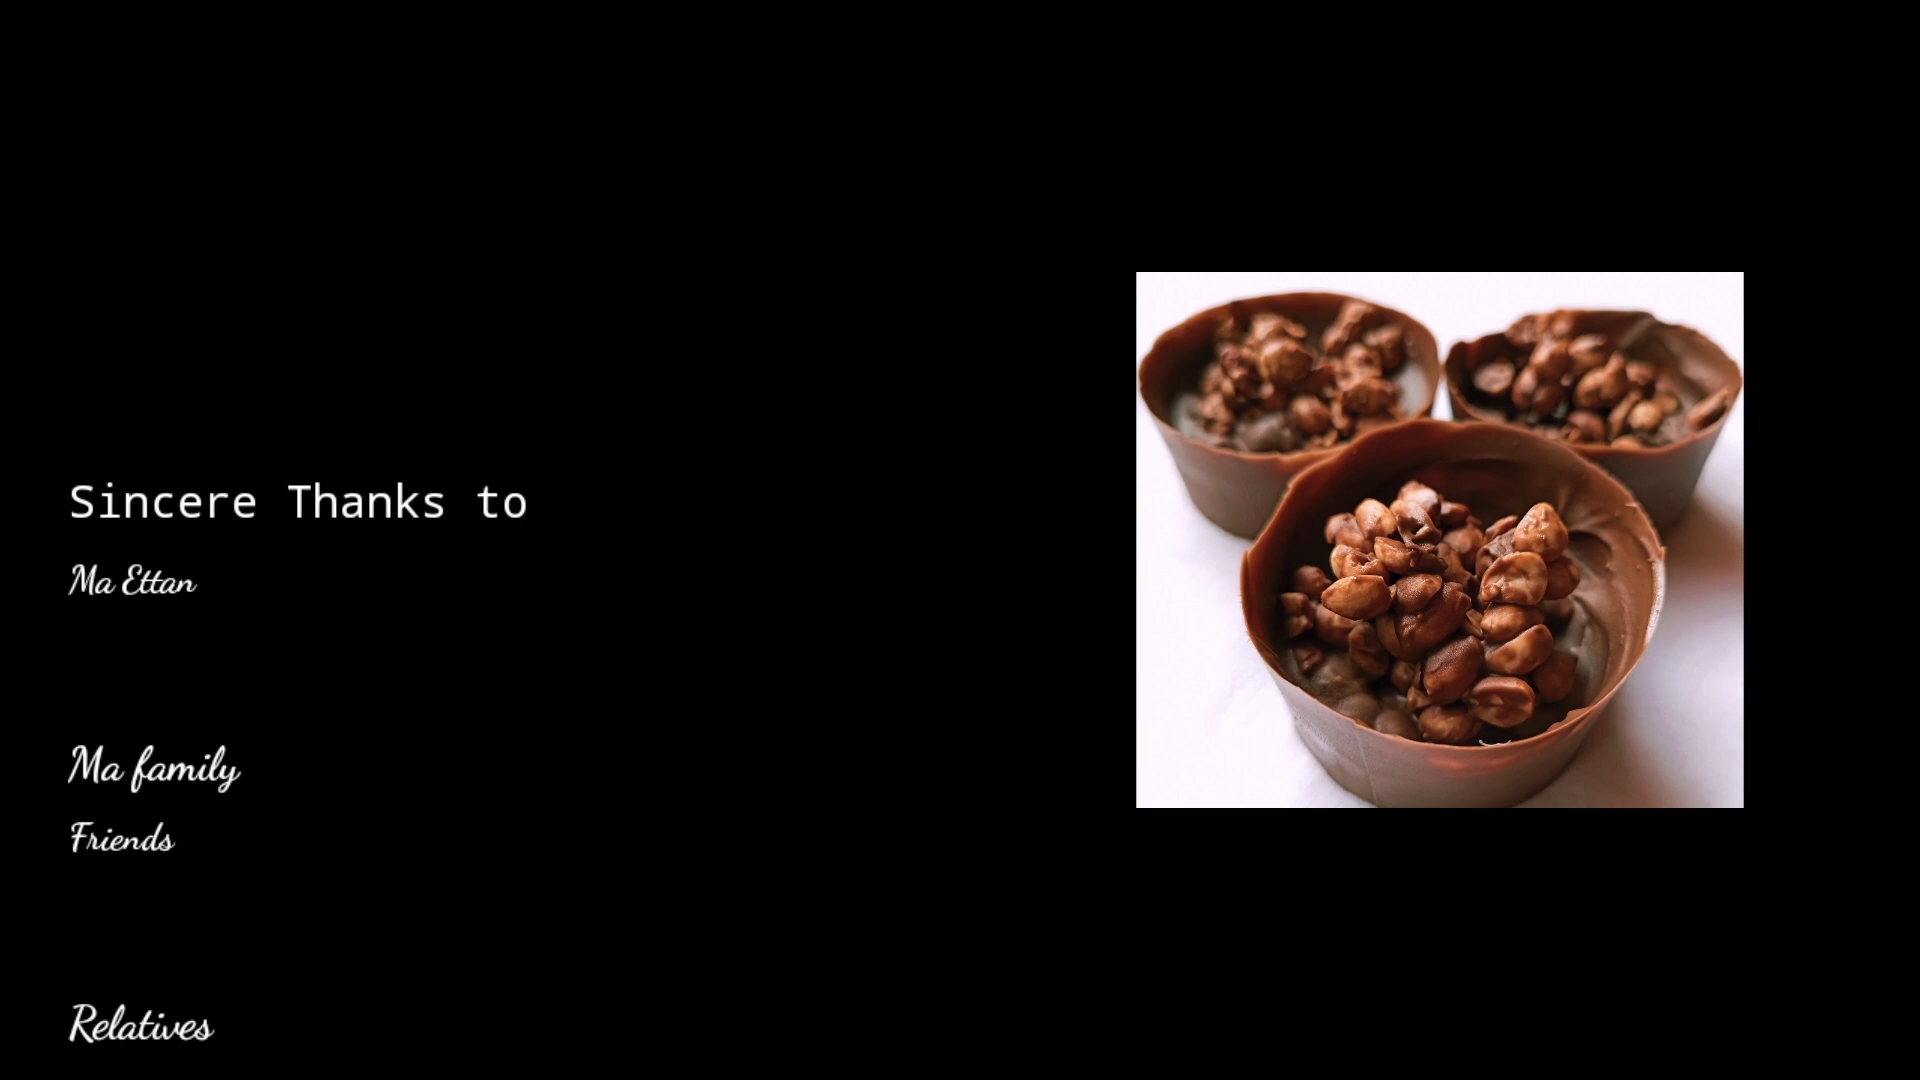 Sincere Thanks to
Ma Ettan
Ma family
Friends
Relatives